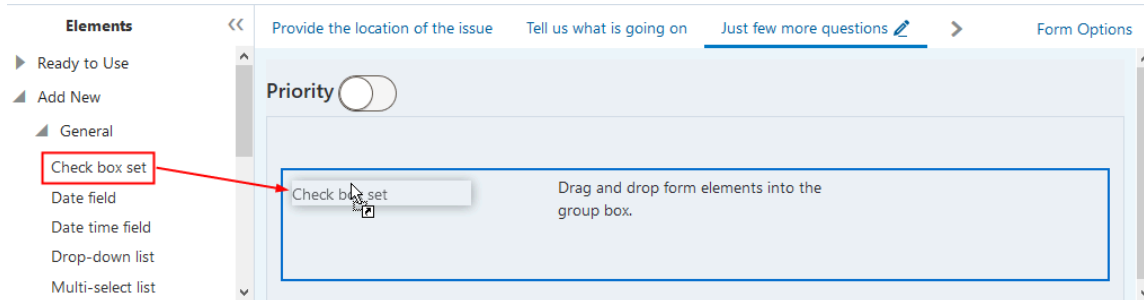 Elements
Provide the location of the issue
Tell us what is going on
Just few more questions
Form Options
Ready to Use
Add New
General
Check box set
Date field
Date time field
Drop-down list
Multi-select list
Priority
Check box set
Drag and drop form elements into the
group box.